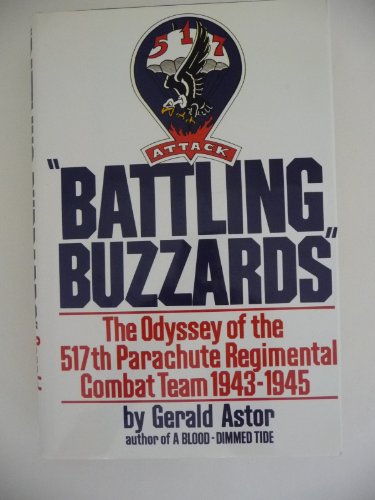 517
ATTACK
"BATTLING
BUZZARDS"
The Odyssey of the
517th Parachute Regimental
Combat Team 1943-1945
by Gerald Astor
author of A BLOOD-DIMMED TIDE